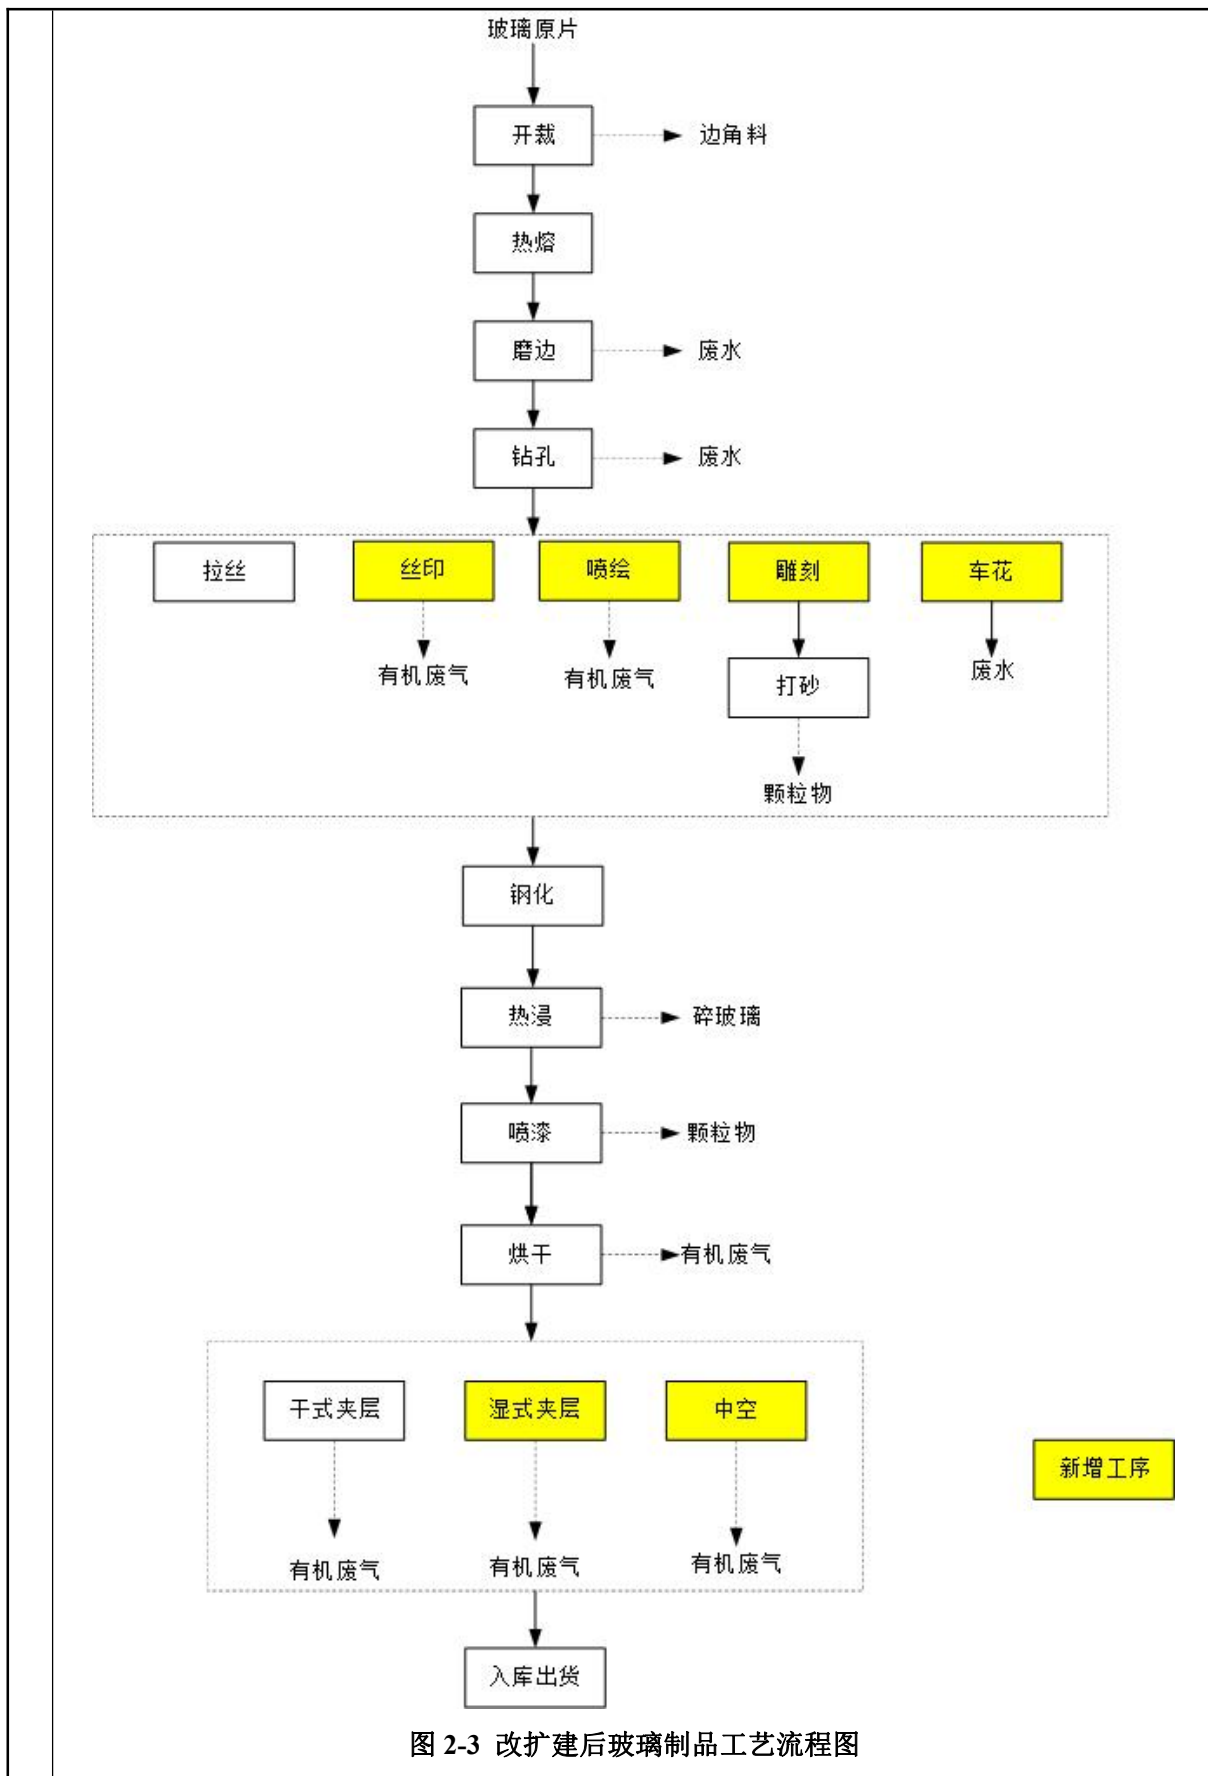 玻璃原片
开裁
边角料
热熔
磨边
废水
钻孔
废水
拉丝
丝印
喷绘
雕刻
车花
有机废气
有机废气
打砂
废水
颗粒物
钢化
热浸
碎玻璃
喷漆
颗粒物
烘干
有机废气
干式夹层
湿式夹层
中空
新增工序
有机废气
有机废气
有机废气
入库出货
图 2-3 改扩建后玻璃制品工艺流程图